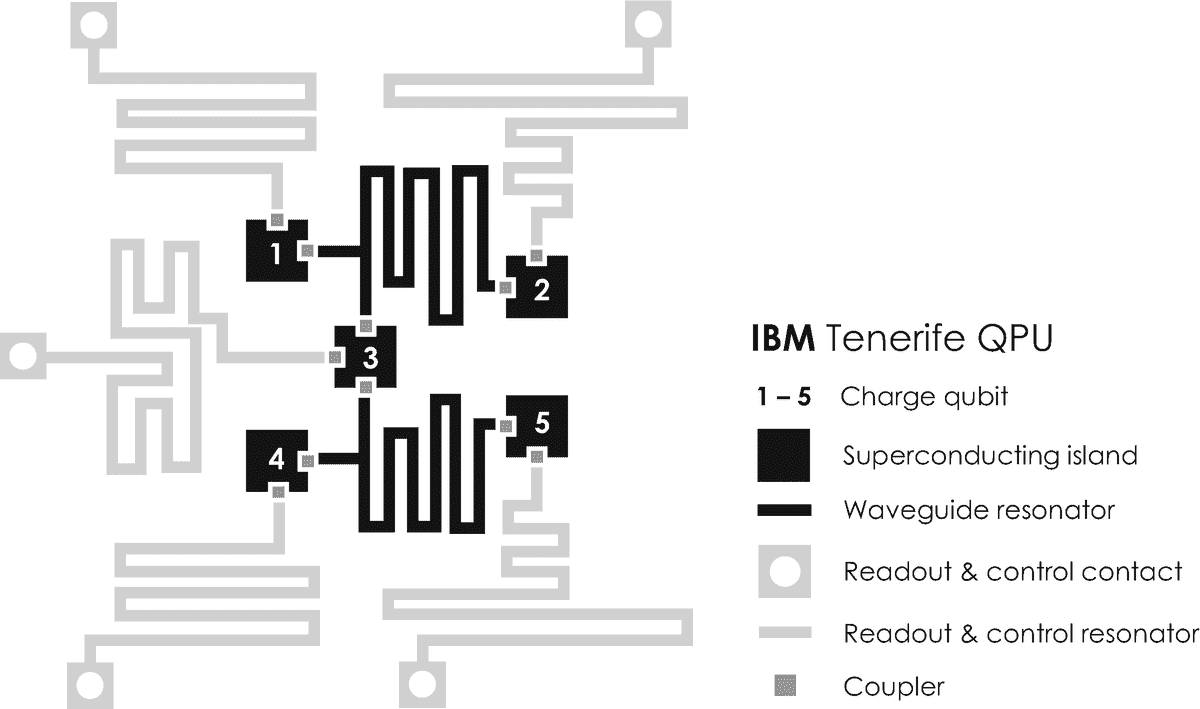 1
2
3
4
5
IBM Tenerife QPU
1 – 5 Charge qubit
Superconducting island
Waveguide resonator
Readout & control contact
Readout & control resonator
Coupler